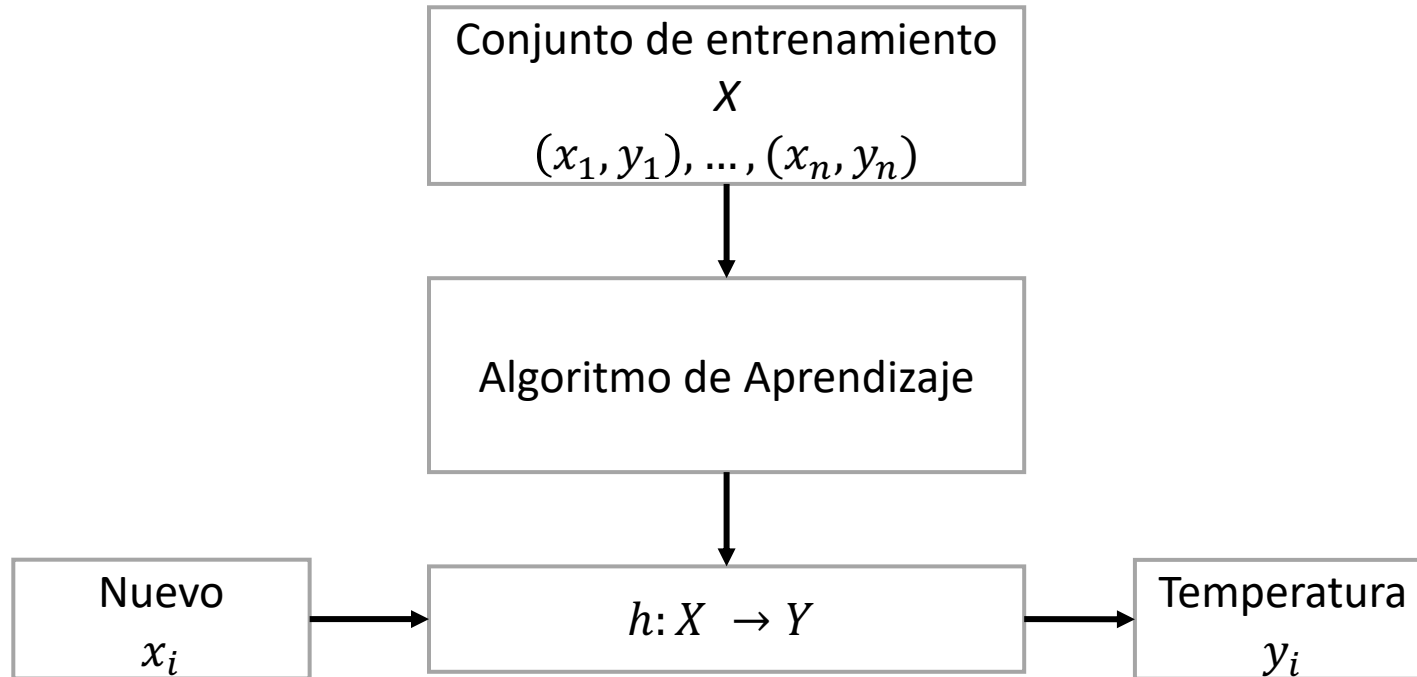 Conjunto de entrenamiento
X
(x₁, y₁), ... , (xₙ, yₙ)
Algoritmo de Aprendizaje
Nuevo
xᵢ
h: X → Y
Temperatura
yᵢ